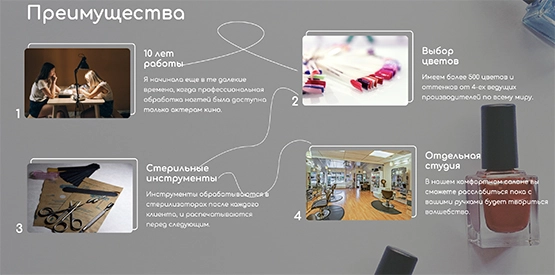 Преимущества
1
10 лет
работы
Я начинала еще в те далекие
времена, когда профессиональная
обработка ногтей была доступна
только актерам кино.
2
Выбор
цветов
Имеем более 500 цветов и
оттенков от 4-ех ведущих
производителей по всему миру.
3
Стерильные
инструменты
Инструменты обрабатываются в
стерилизаторах после каждого
клиента, и распечатываются
перед следующим.
4
Отдельная
студия
В нашем комфортном салоне вы
сможете расслабиться пока с
вашими ручками будет твориться
волшебство.